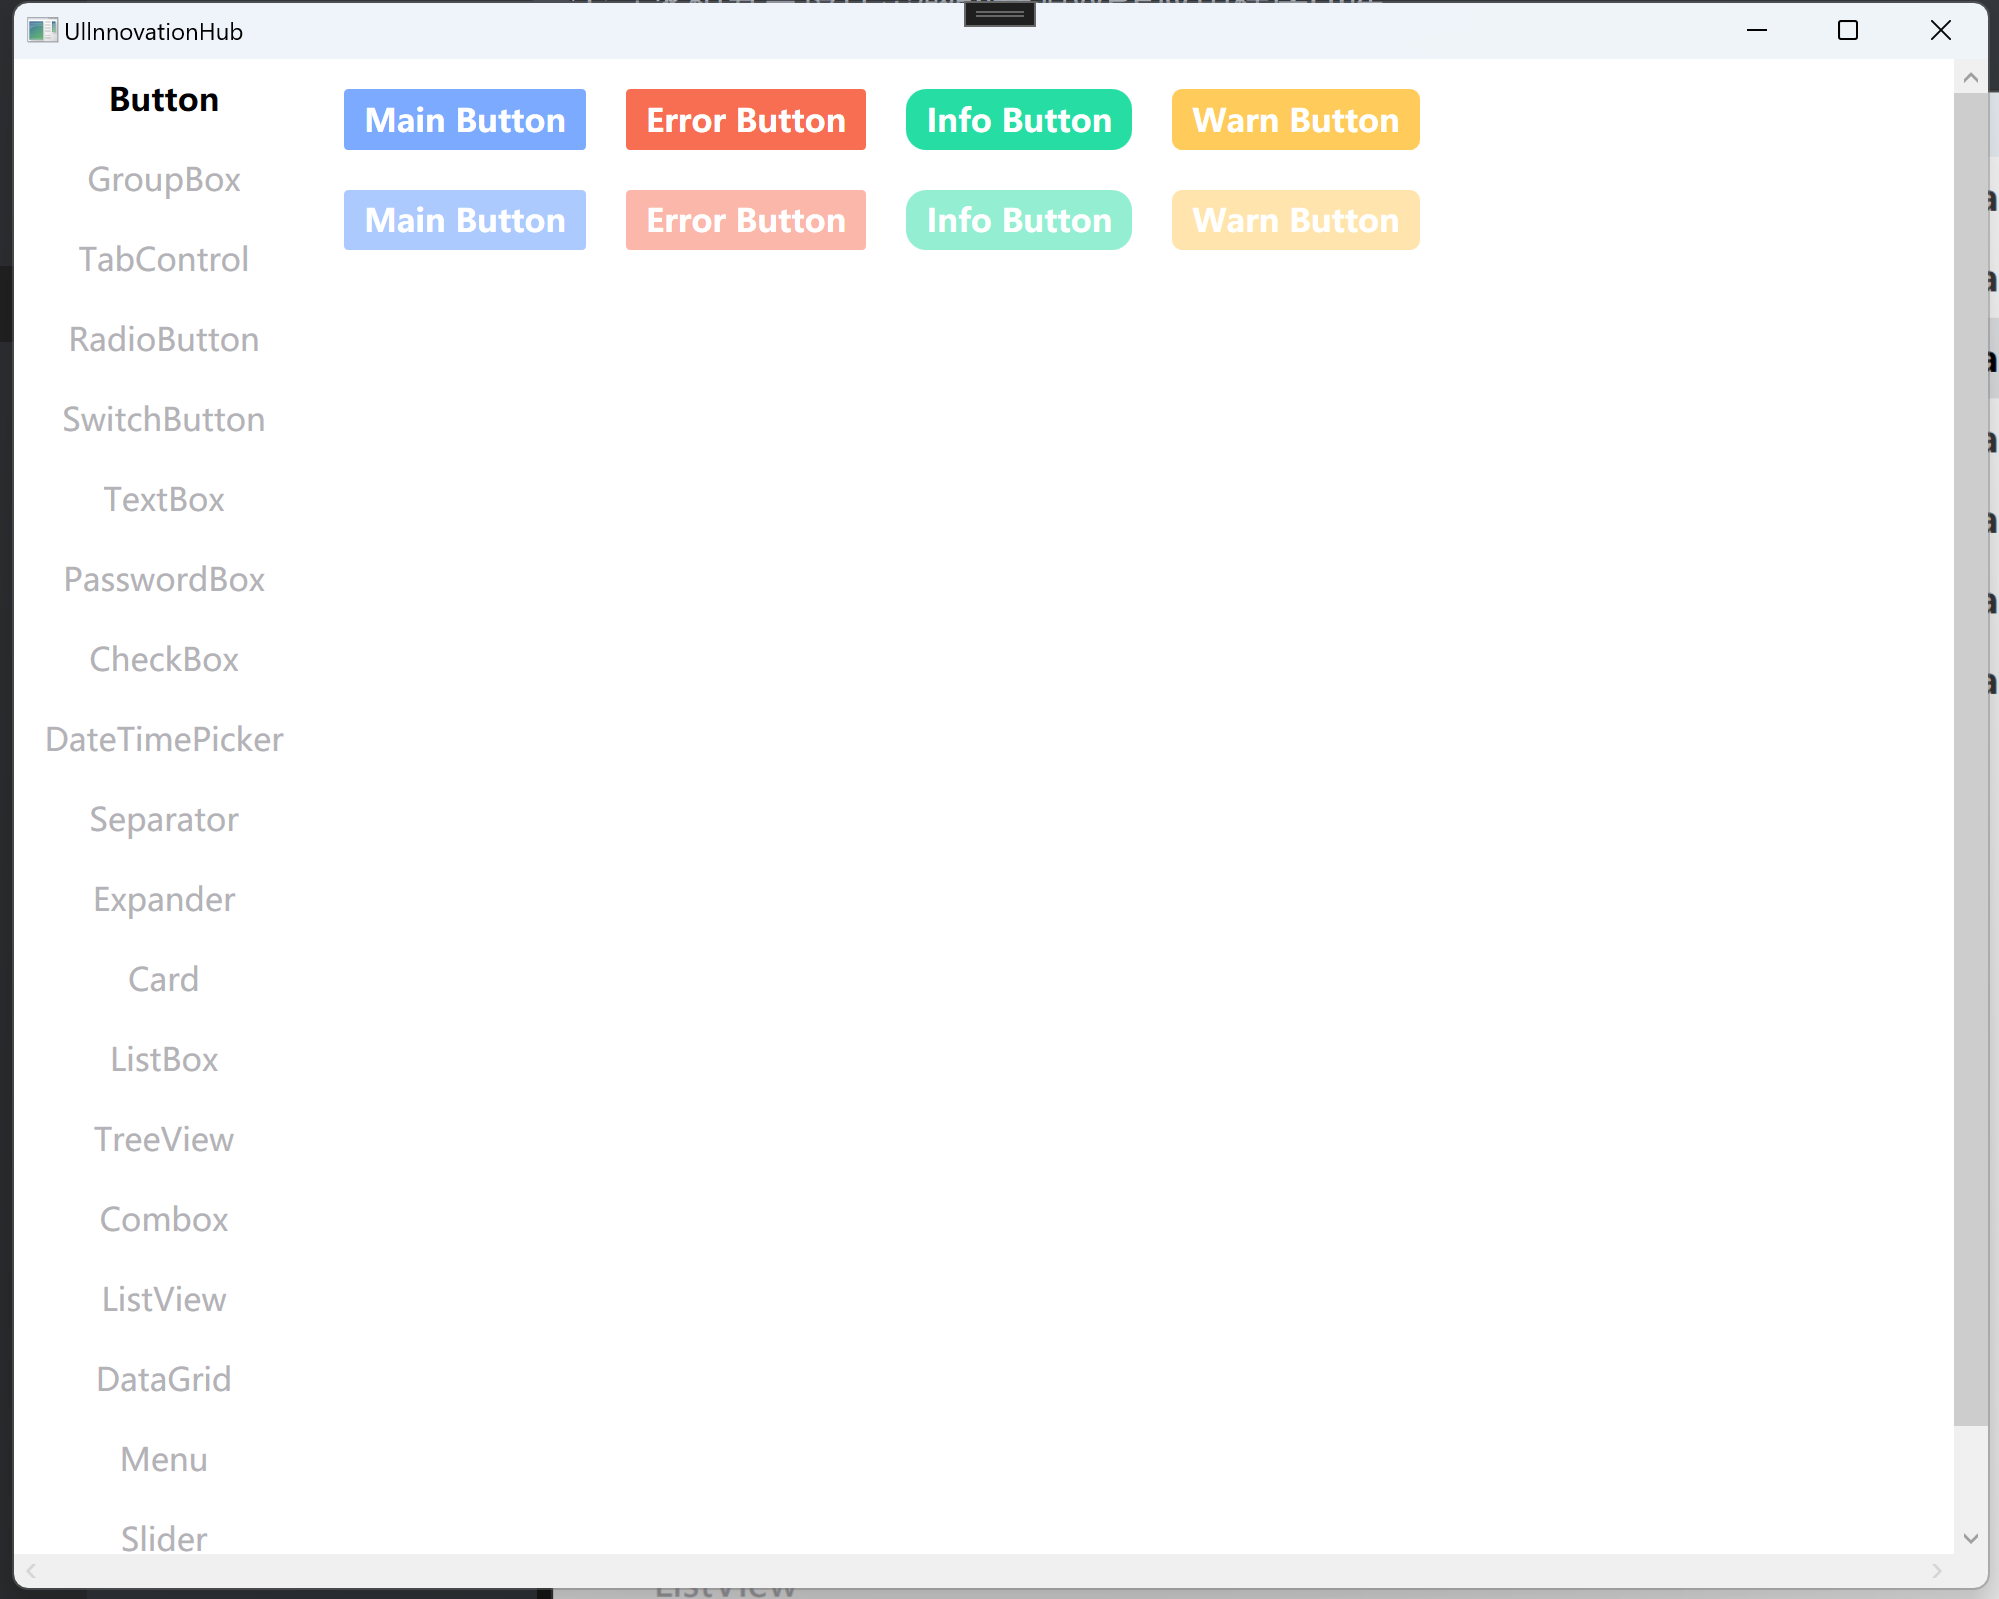 UIInnovationHub
Button
Main Button Error Button Info Button Warn Button
GroupBox
Main Button Error Button Info Button Warn Button
TabControl
RadioButton
SwitchButton
TextBox
PasswordBox
CheckBox
DateTimePicker
Separator
Expander
Card
ListBox
TreeView
Combox
ListView
DataGrid
Menu
Slider
ListView